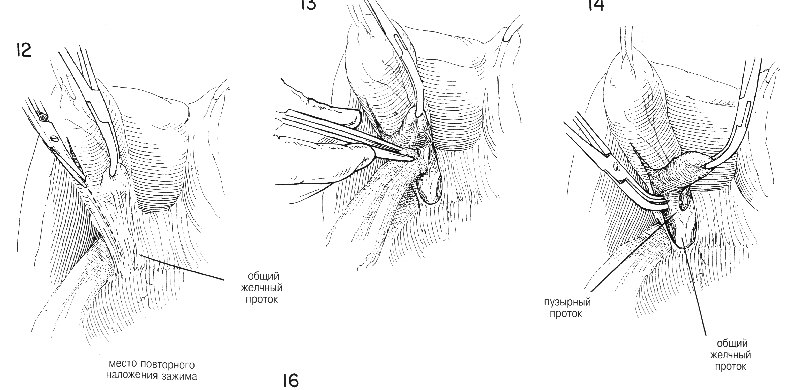 12
13
14
общий
желчный
проток
пузырный
проток
общий
желчный
проток
место повторного
наложения зажима
16